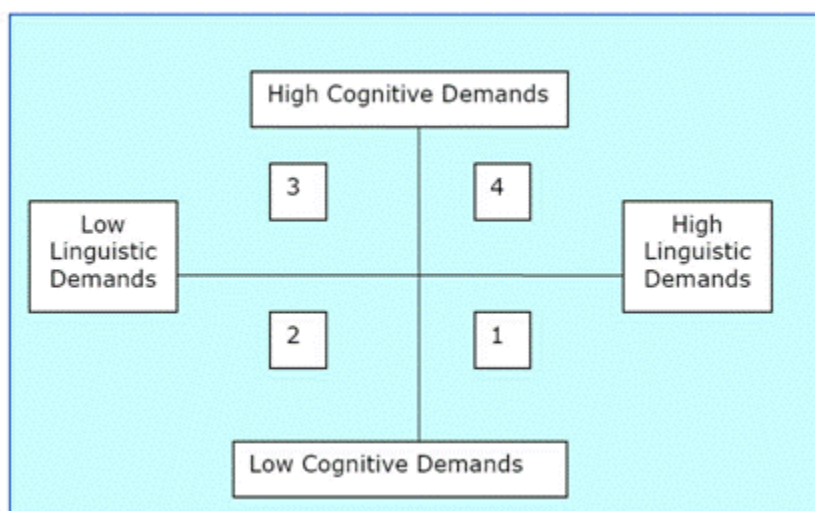 High Cognitive Demands
3
4
Low
Linguistic
Demands
High
Linguistic
Demands
2
1
Low Cognitive Demands